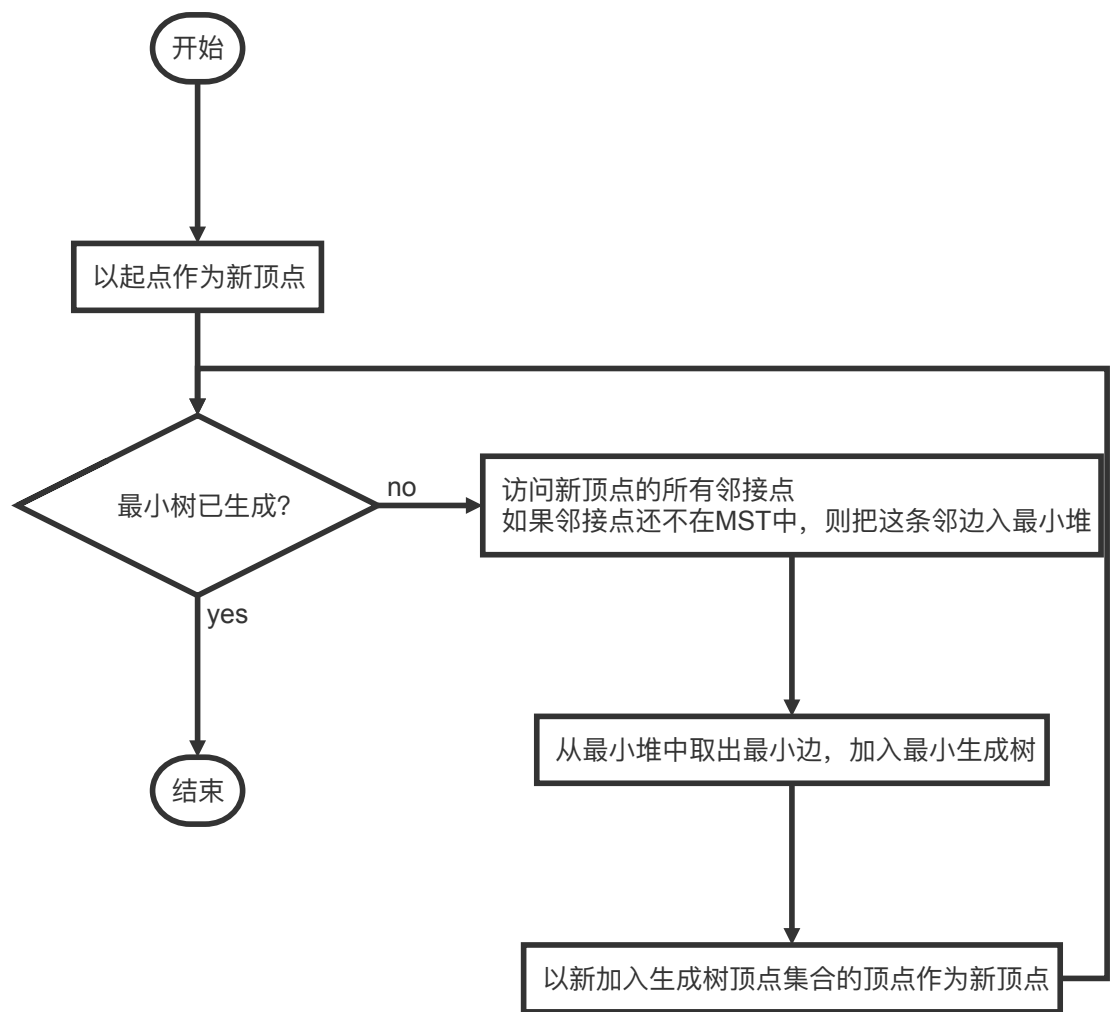 开始
以起点作为新顶点
最小树已生成?
no
访问新顶点的所有邻接点
如果邻接点还不在MST中，则把这条邻边入最小堆
yes
从最小堆中取出最小边，加入最小生成树
结束
以新加入生成树顶点集合的顶点作为新顶点